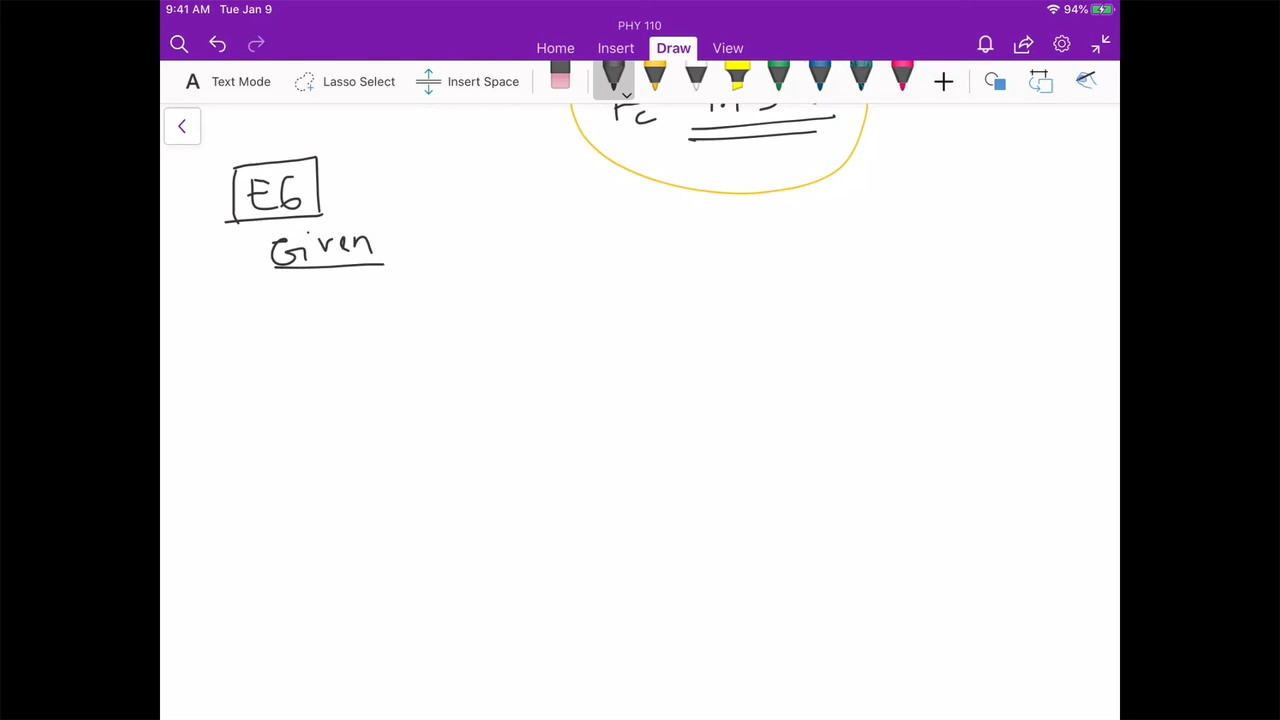 9:41 AM Tue Jan 9 94%
PHY 110
Home Insert Draw View
A Text Mode Lasso Select Insert Space
Fc
E6
Given